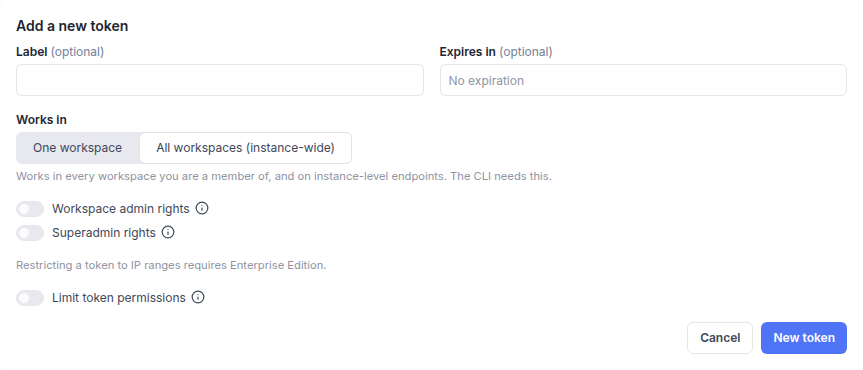 Add a new token
Label (optional)
Expires in (optional)
No expiration
Works in
One workspace
All workspaces (instance-wide)
Works in every workspace you are a member of, and on instance-level endpoints. The CLI needs this.
Workspace admin rights
Superadmin rights
Restricting a token to IP ranges requires Enterprise Edition.
Limit token permissions
Cancel
New token